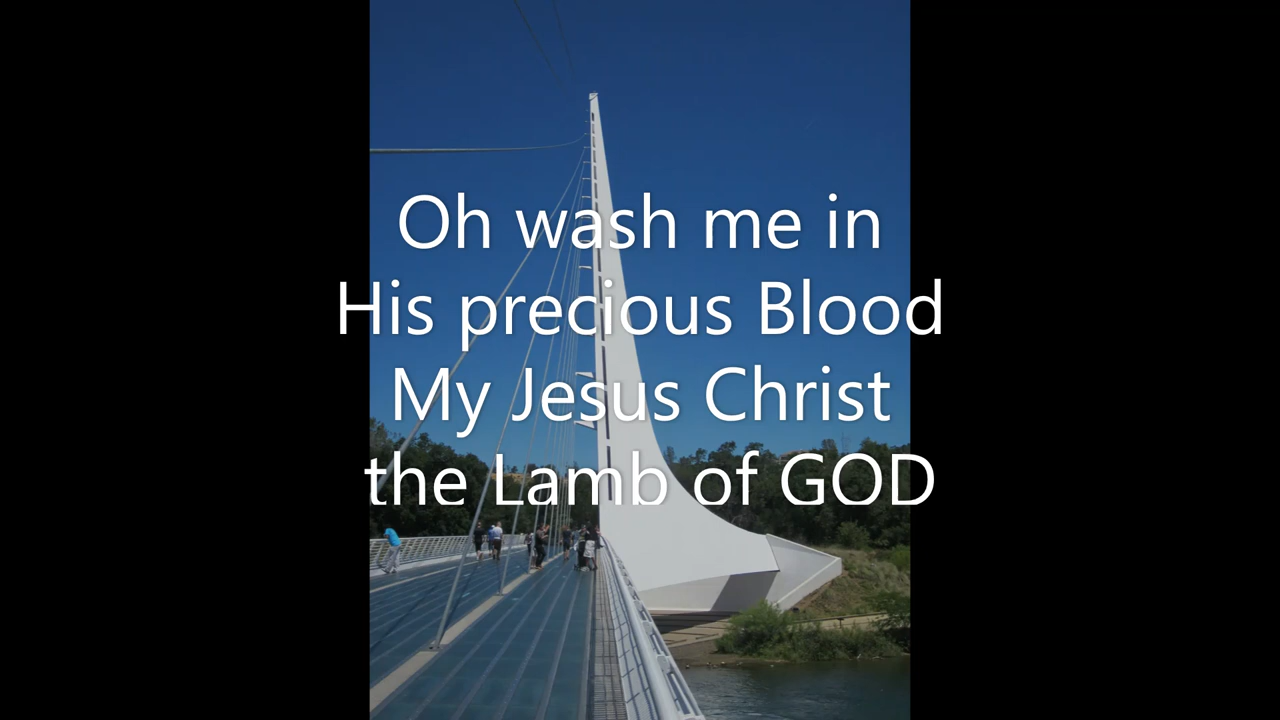 Oh wash me in
His precious Blood
My Jesus Christ
the Lamb of GOD